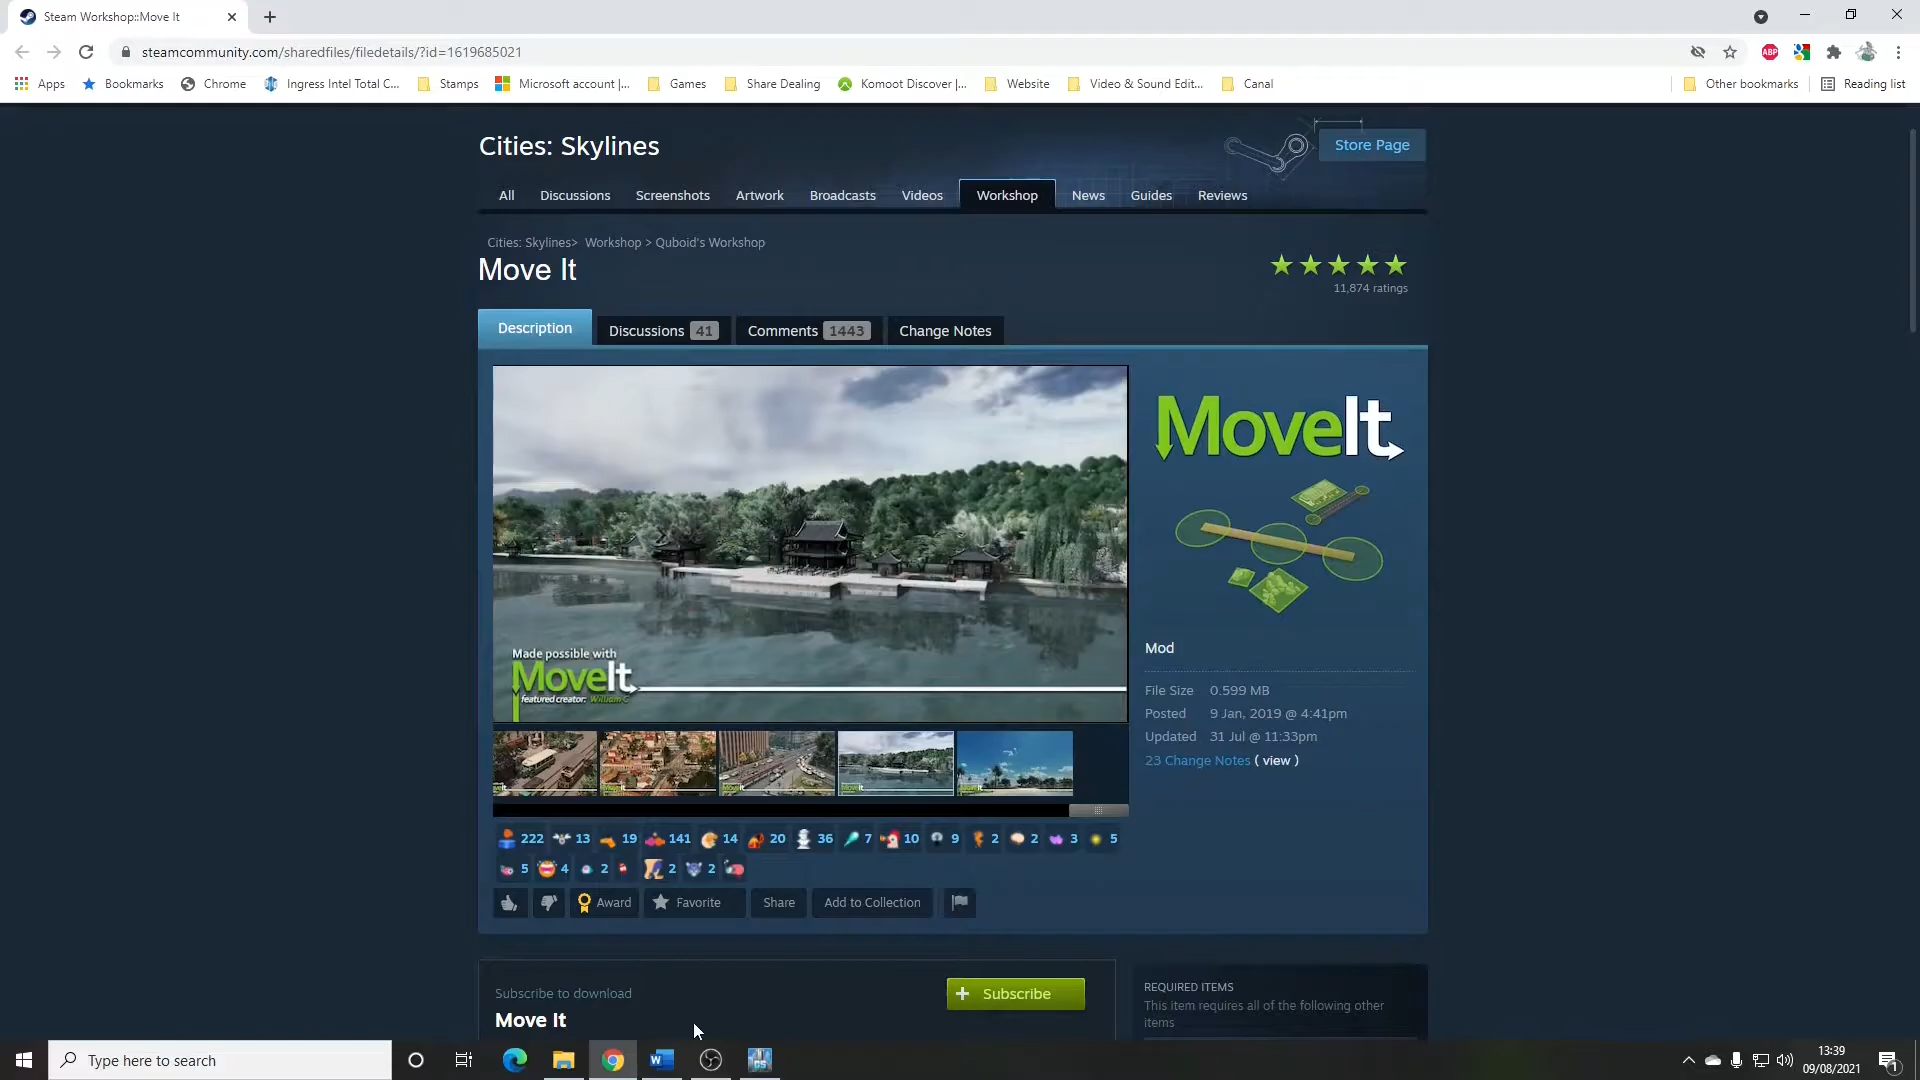 Steam Workshop::Move It
steamcommunity.com/sharedfiles/filedetails/?id=1619685021
ABP
Apps
Bookmarks
Chrome
Ingress Intel Total C...
Stamps
Microsoft account |...
Games
Share Dealing
Komoot Discover |...
Website
Video & Sound Edit...
Canal
Other bookmarks
Reading list
Cities: Skylines
Store Page
All
Discussions
Screenshots
Artwork
Broadcasts
Videos
Workshop
News
Guides
Reviews
Cities: Skylines> Workshop > Quboid's Workshop
Move It
11,874 ratings
Description
Discussions 41
Comments 1443
Change Notes
Made possible with
MoveIt
featured creator: William C
MoveIt
Mod
File Size 0.599 MB
Posted 9 Jan, 2019 @ 4:41pm
Updated 31 Jul @ 11:33pm
23 Change Notes ( view )
222 13 19 141 14 20 36 7 10 9 2 2 3 5
5 4 2 2 2
Award
Favorite
Share
Add to Collection
Subscribe to download
Move It
Subscribe
REQUIRED ITEMS
This item requires all of the following other
items
Type here to search
13:39
09/08/2021